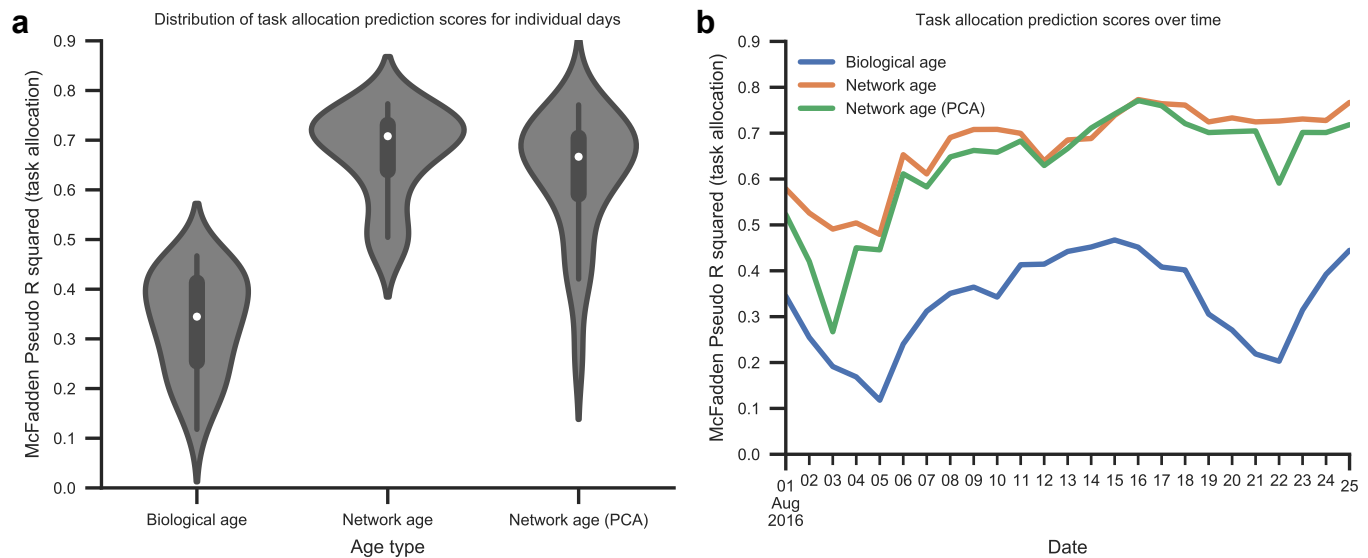 a
Distribution of task allocation prediction scores for individual days
McFadden Pseudo R squared (task allocation)
0.9
0.8
0.7
0.6
0.5
0.4
0.3
0.2
0.1
0.0
Biological age
Network age
Network age (PCA)
Age type
b
Task allocation prediction scores over time
McFadden Pseudo R squared (task allocation)
0.9
0.8
0.7
0.6
0.5
0.4
0.3
0.2
0.1
0.0
Biological age
Network age
Network age (PCA)
01 02 03 04 05 06 07 08 09 10 11 12 13 14 15 16 17 18 19 20 21 22 23 24 25
Aug
2016
Date